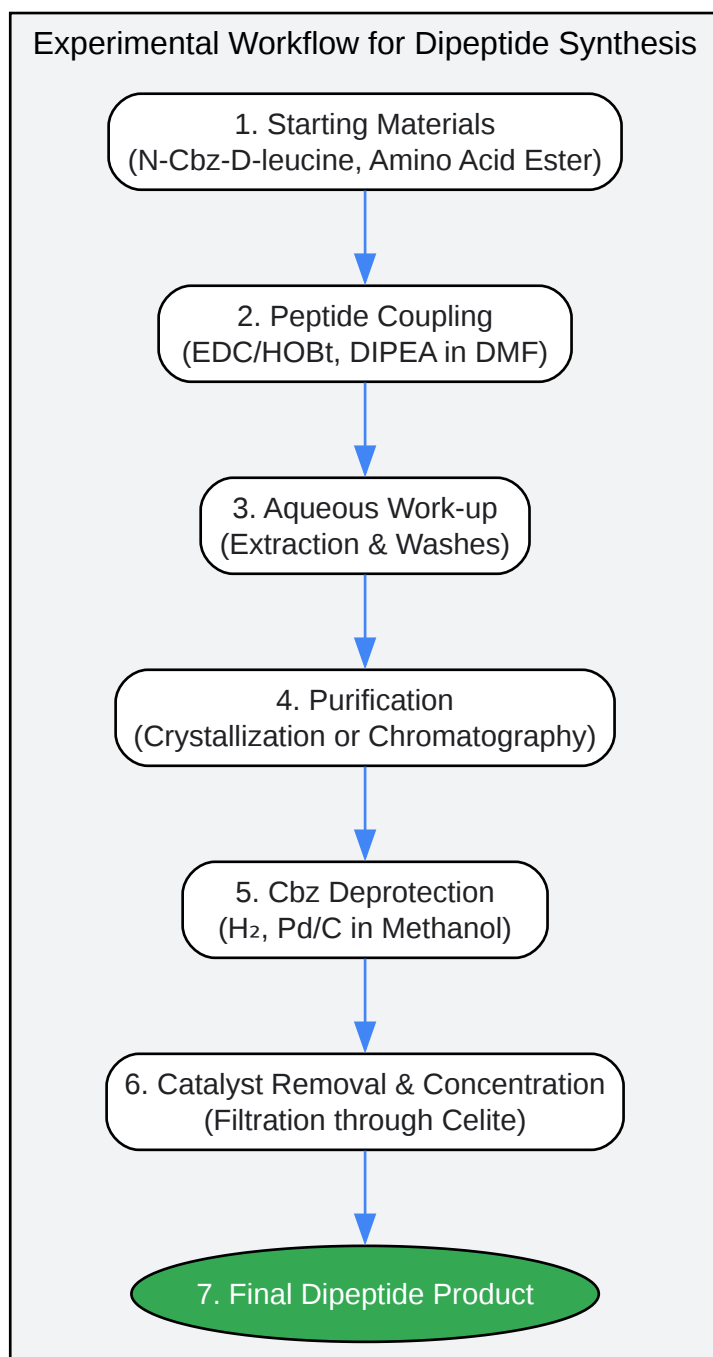 Experimental Workflow for Dipeptide Synthesis
1. Starting Materials
(N-Cbz-D-leucine, Amino Acid Ester)
2. Peptide Coupling
(EDC/HOBt, DIPEA in DMF)
3. Aqueous Work-up
(Extraction & Washes)
4. Purification
(Crystallization or Chromatography)
5. Cbz Deprotection
(H₂, Pd/C in Methanol)
6. Catalyst Removal & Concentration
(Filtration through Celite)
7. Final Dipeptide Product